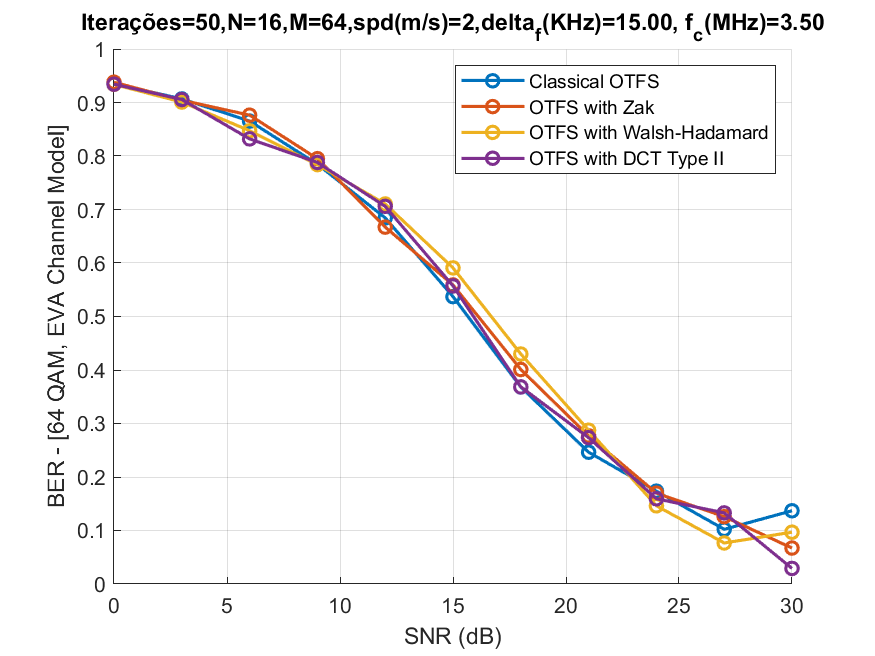 Iterações=50,N=16,M=64,spd(m/s)=2,delta_f(KHz)=15.00, f_c(MHz)=3.50
1
0.9
0.8
0.7
0.6
0.5
0.4
0.3
0.2
0.1
0
BER - [64 QAM, EVA Channel Model]
Classical OTFS
OTFS with Zak
OTFS with Walsh-Hadamard
OTFS with DCT Type II
0 5 10 15 20 25 30
SNR (dB)